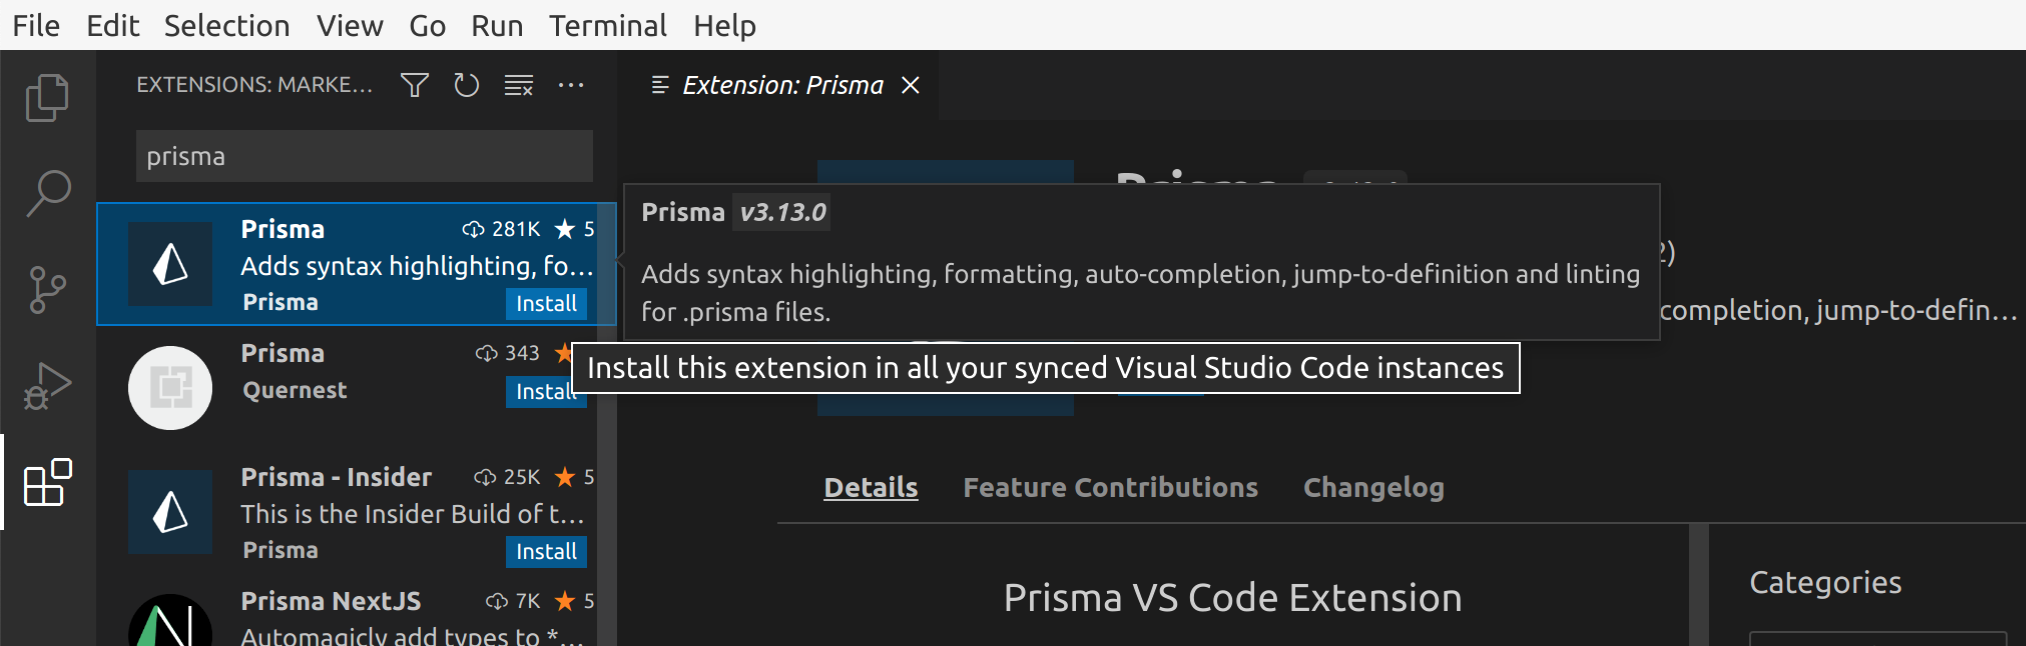 File Edit Selection View Go Run Terminal Help
EXTENSIONS: MARKE...
prisma
Prisma 281K 5
Adds syntax highlighting, fo...
Prisma Install
Prisma 343
Quernest Install
Prisma - Insider 25K 5
This is the Insider Build of t...
Prisma Install
Prisma NextJS 7K 5
Automagicly add types to *...
Extension: Prisma
Prisma v3.13.0
Adds syntax highlighting, formatting, auto-completion, jump-to-definition and linting
for .prisma files.
completion, jump-to-defin...
Install this extension in all your synced Visual Studio Code instances
Details Feature Contributions Changelog
Prisma VS Code Extension
Categories